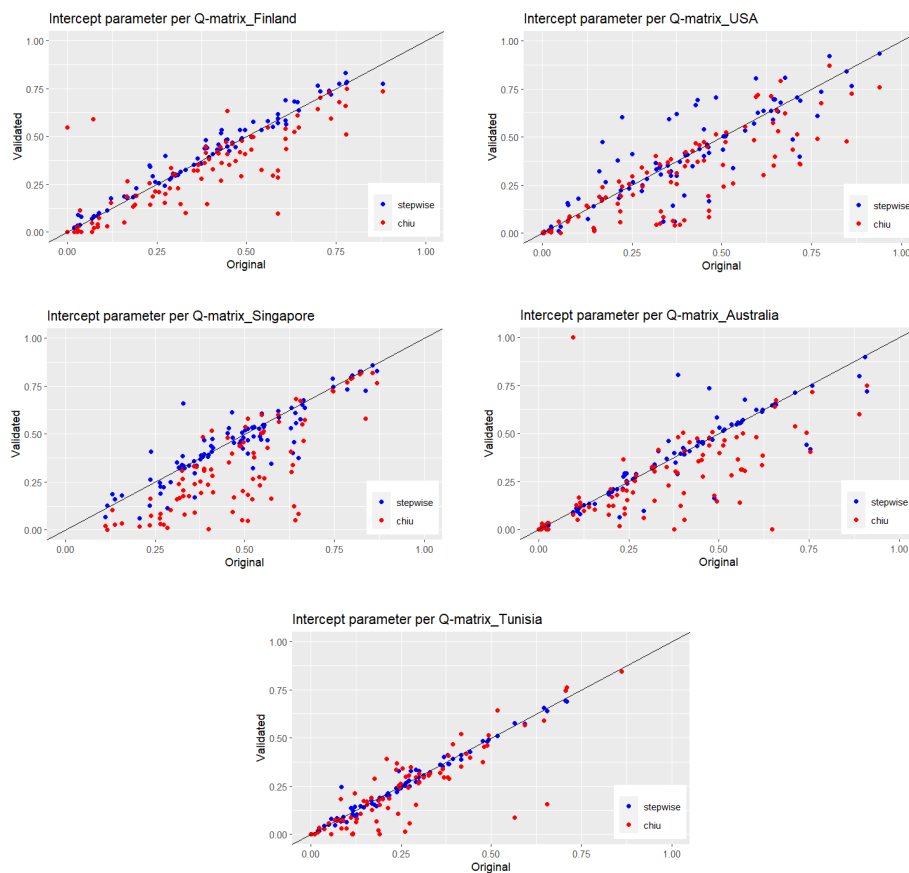 Intercept parameter per Q-matrix_Finland
Validated
1.00
0.75
0.50
0.25
0.00
0.00 0.25 0.50 0.75 1.00
Original
stepwise
chiu
Intercept parameter per Q-matrix_USA
Validated
1.00
0.75
0.50
0.25
0.00
0.00 0.25 0.50 0.75 1.00
Original
stepwise
chiu
Intercept parameter per Q-matrix_Singapore
Validated
1.00
0.75
0.50
0.25
0.00
0.00 0.25 0.50 0.75 1.00
Original
stepwise
chiu
Intercept parameter per Q-matrix_Australia
Validated
1.00
0.75
0.50
0.25
0.00
0.00 0.25 0.50 0.75 1.00
Original
stepwise
chiu
Intercept parameter per Q-matrix_Tunisia
Validated
1.00
0.75
0.50
0.25
0.00
0.00 0.25 0.50 0.75 1.00
Original
stepwise
chiu